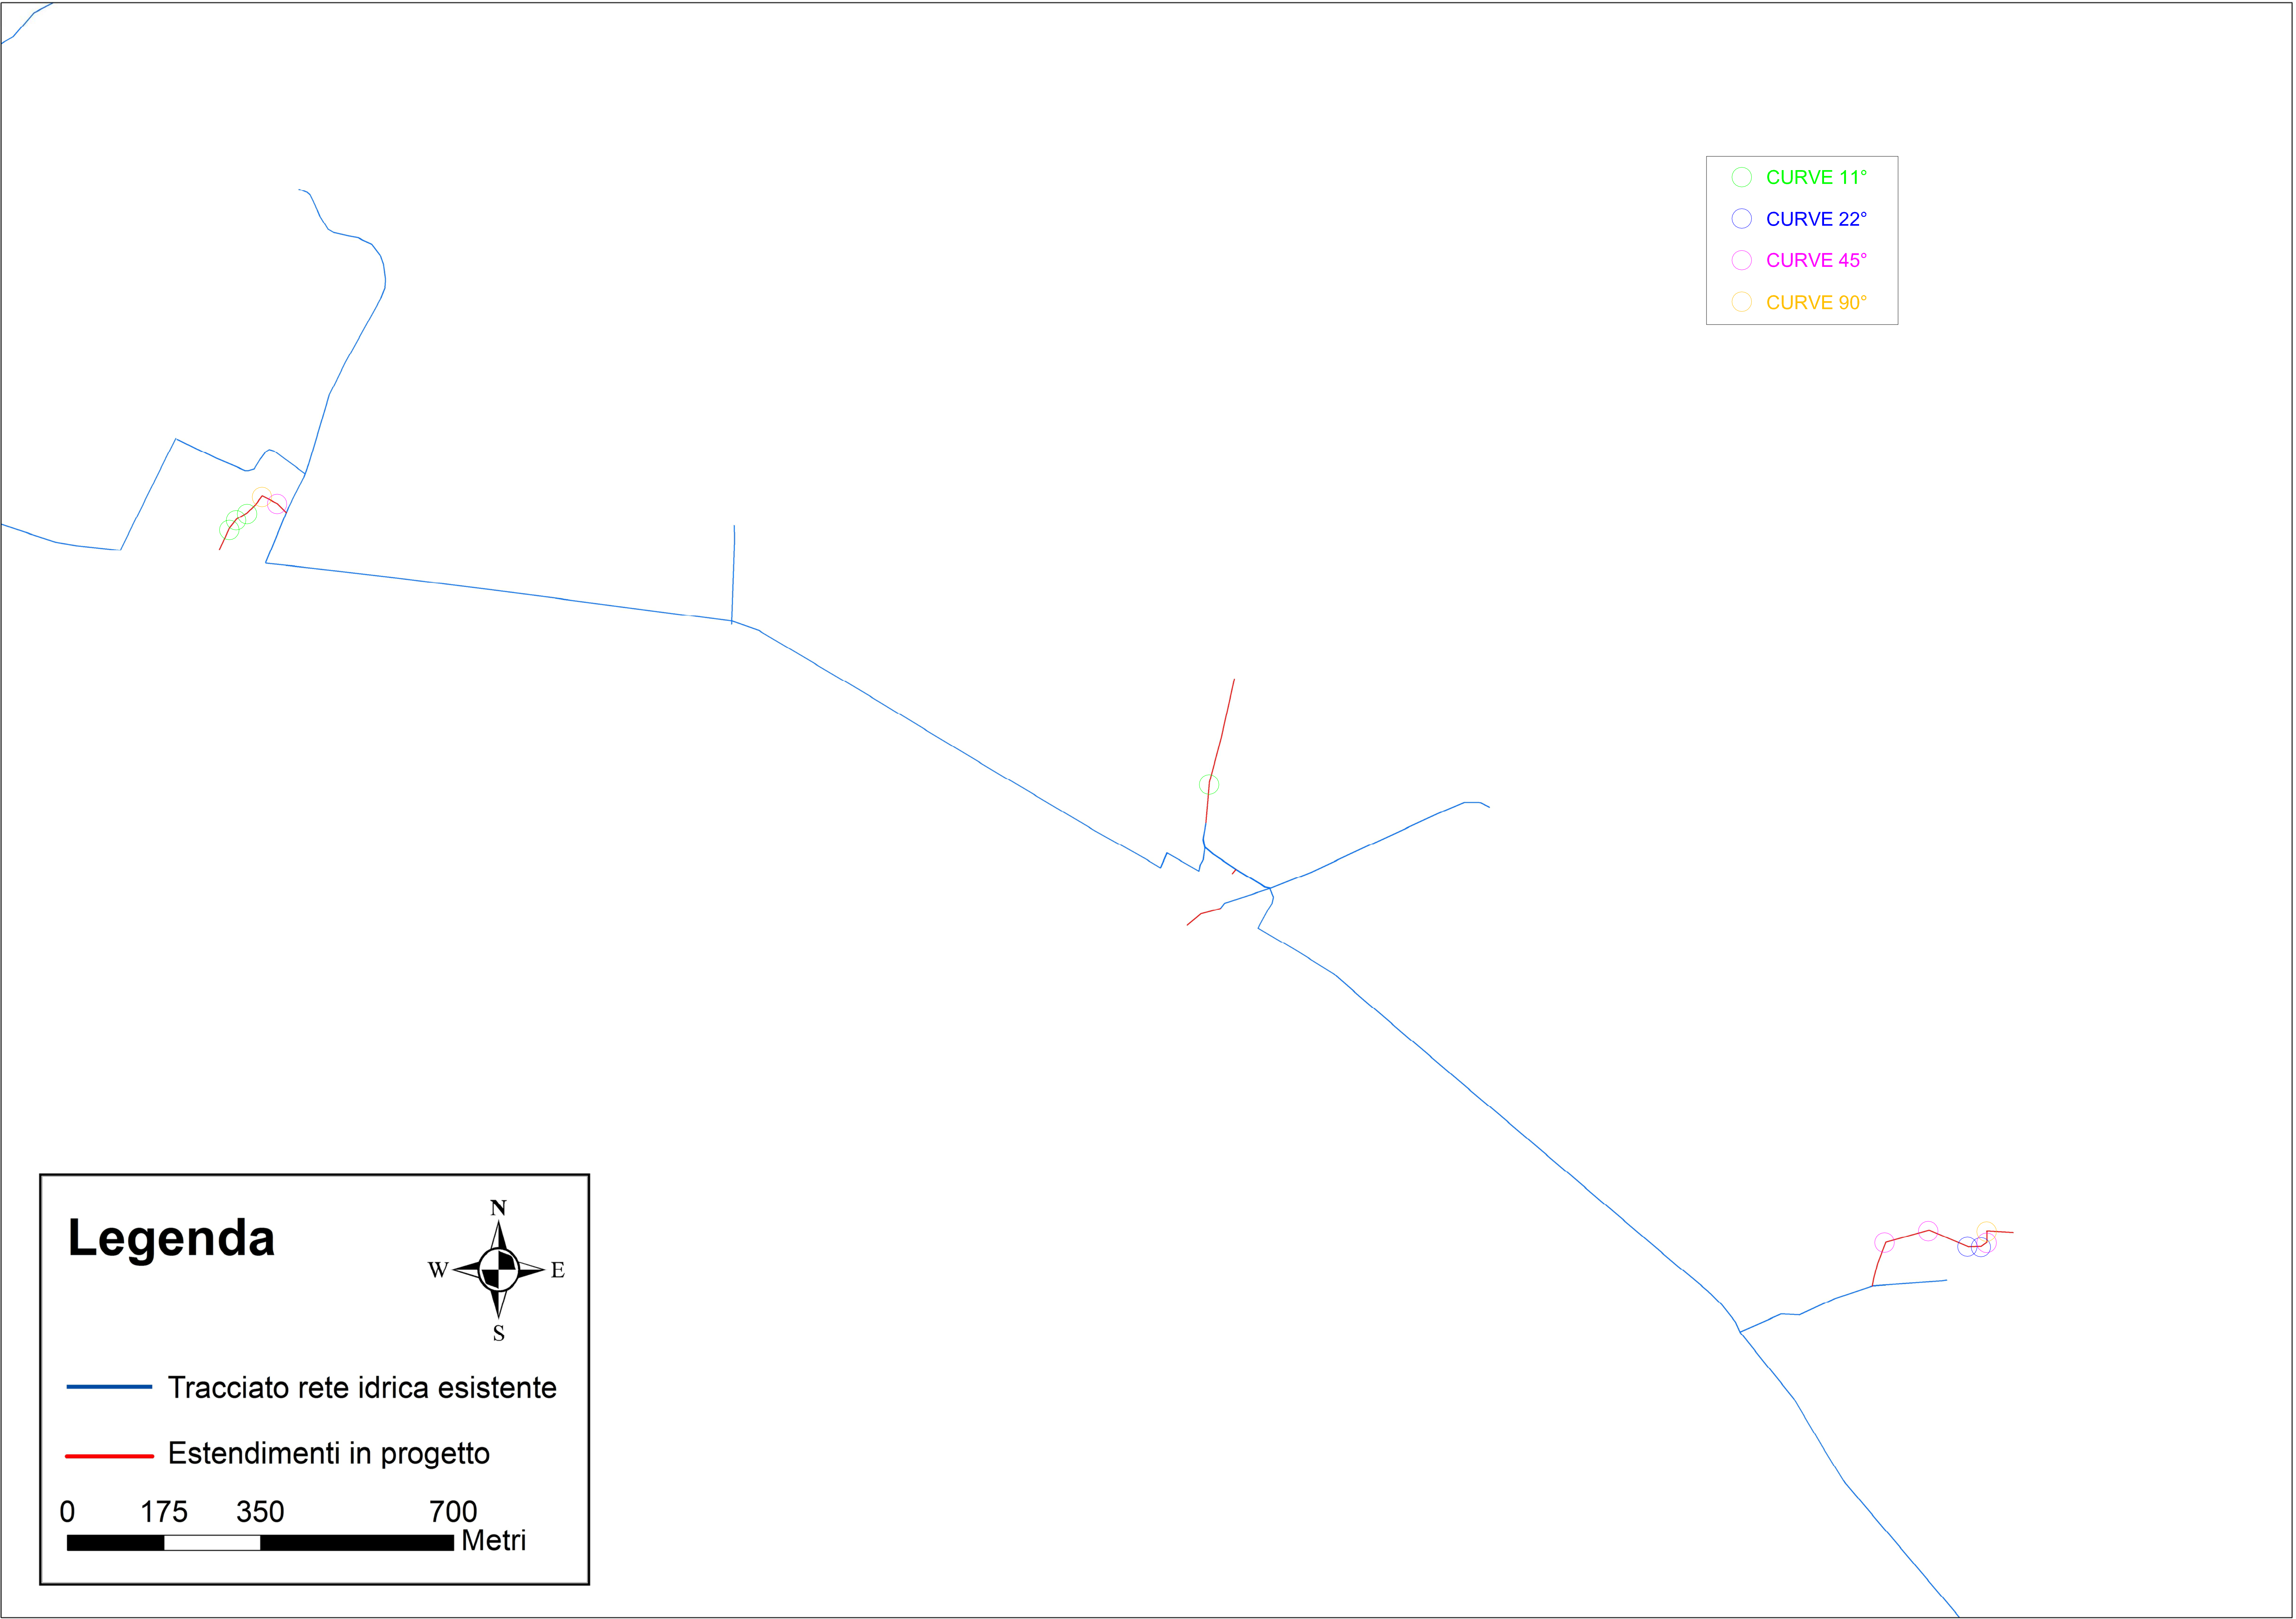 CURVE 11°
CURVE 22°
CURVE 45°
CURVE 90°
Legenda
N
W E
S
Tracciato rete idrica esistente
Estendimenti in progetto
0 175 350 700
Metri